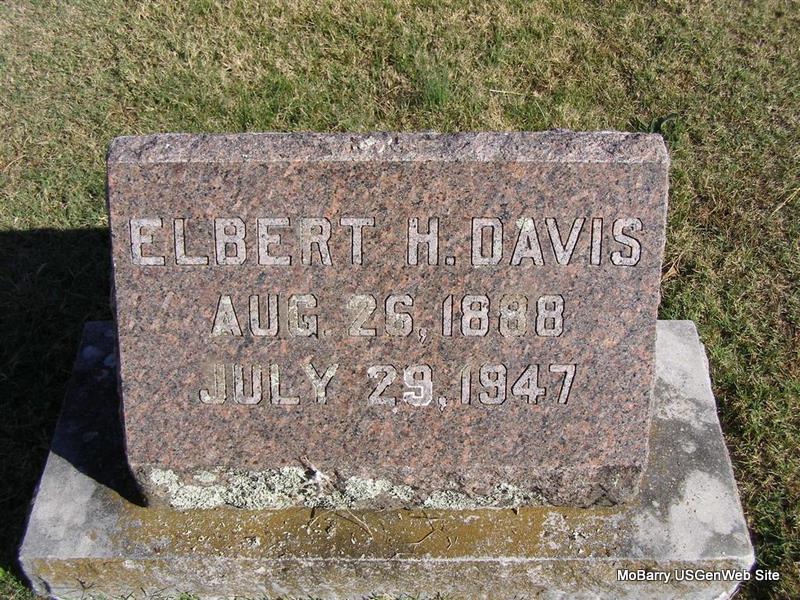 ELBERT H. DAVIS
AUG. 26, 1888
JULY 29, 1947
MoBarry USGenWeb Site